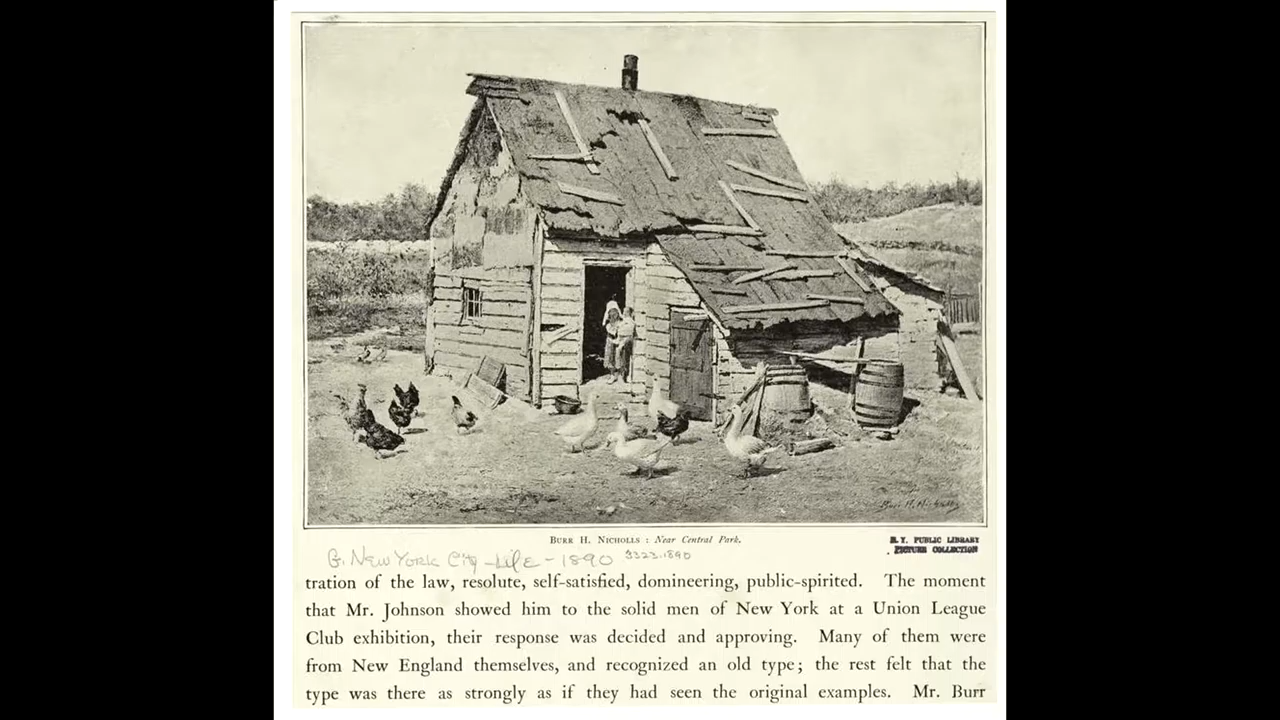 Burr H. Nicholls
BURR H. NICHOLLS : Near Central Park.
N. Y. PUBLIC LIBRARY
PICTURE COLLECTION
G. New York City - Life - 1890 3323.1890
tration of the law, resolute, self-satisfied, domineering, public-spirited. The moment
that Mr. Johnson showed him to the solid men of New York at a Union League
Club exhibition, their response was decided and approving. Many of them were
from New England themselves, and recognized an old type; the rest felt that the
type was there as strongly as if they had seen the original examples. Mr. Burr